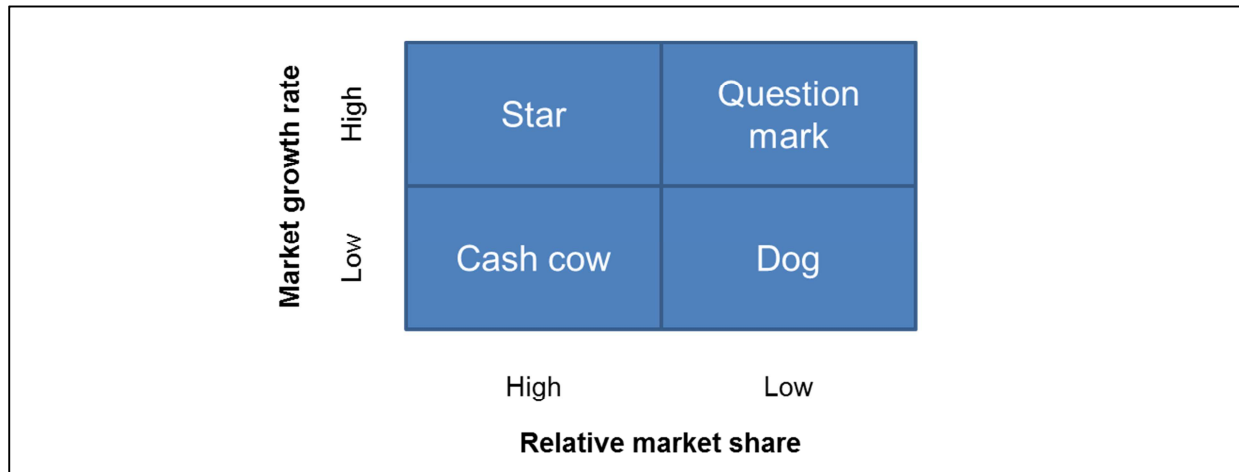 Market growth rate
High
Low
Star
Question
mark
Cash cow
Dog
High
Low
Relative market share